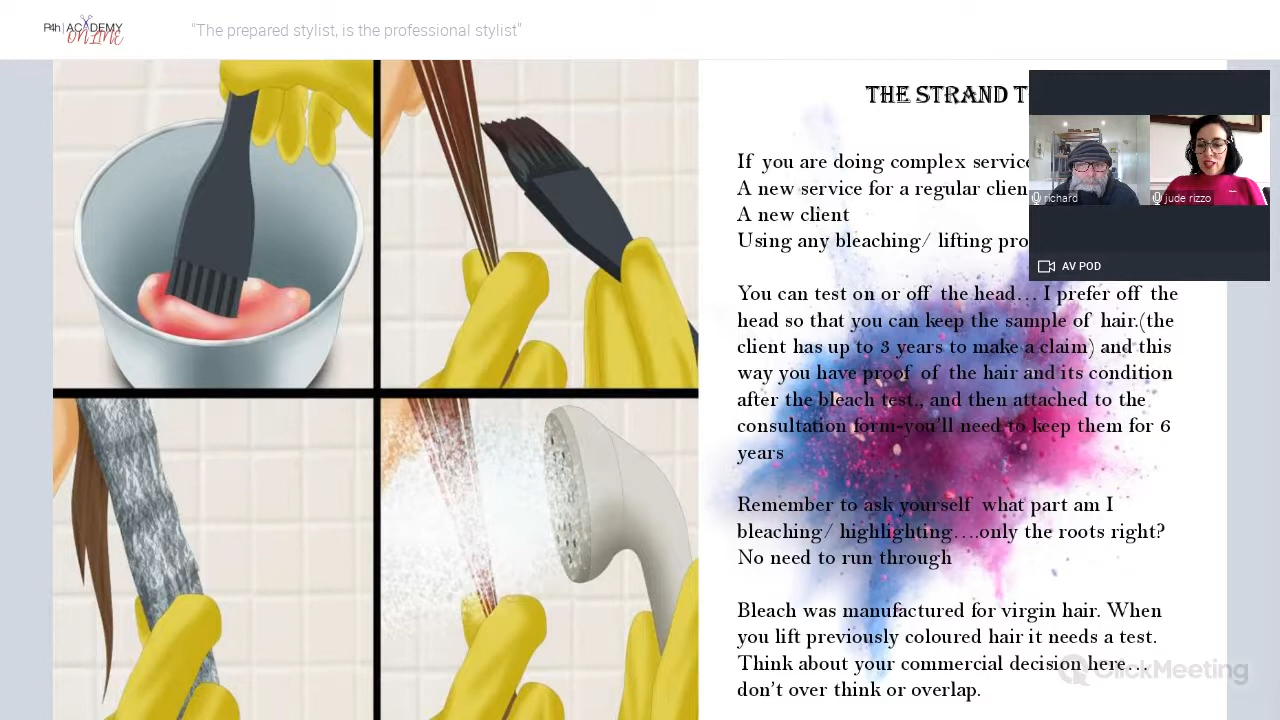 P4h | ACADEMY
ONLINE
"The prepared stylist, is the professional stylist"
THE STRAND T
If you are doing complex service
A new service for a regular clien
A new client
Using any bleaching/ lifting pro
You can test on or off the head… I prefer off the
head so that you can keep the sample of hair.(the
client has up to 3 years to make a claim) and this
way you have proof of the hair and its condition
after the bleach test., and then attached to the
consultation form-you'll need to keep them for 6
years
Remember to ask yourself what part am I
bleaching/ highlighting….only the roots right?
No need to run through
Bleach was manufactured for virgin hair. When
you lift previously coloured hair it needs a test.
Think about your commercial decision here…
don't over think or overlap.
richard
jude rizzo
AV POD
ClickMeeting